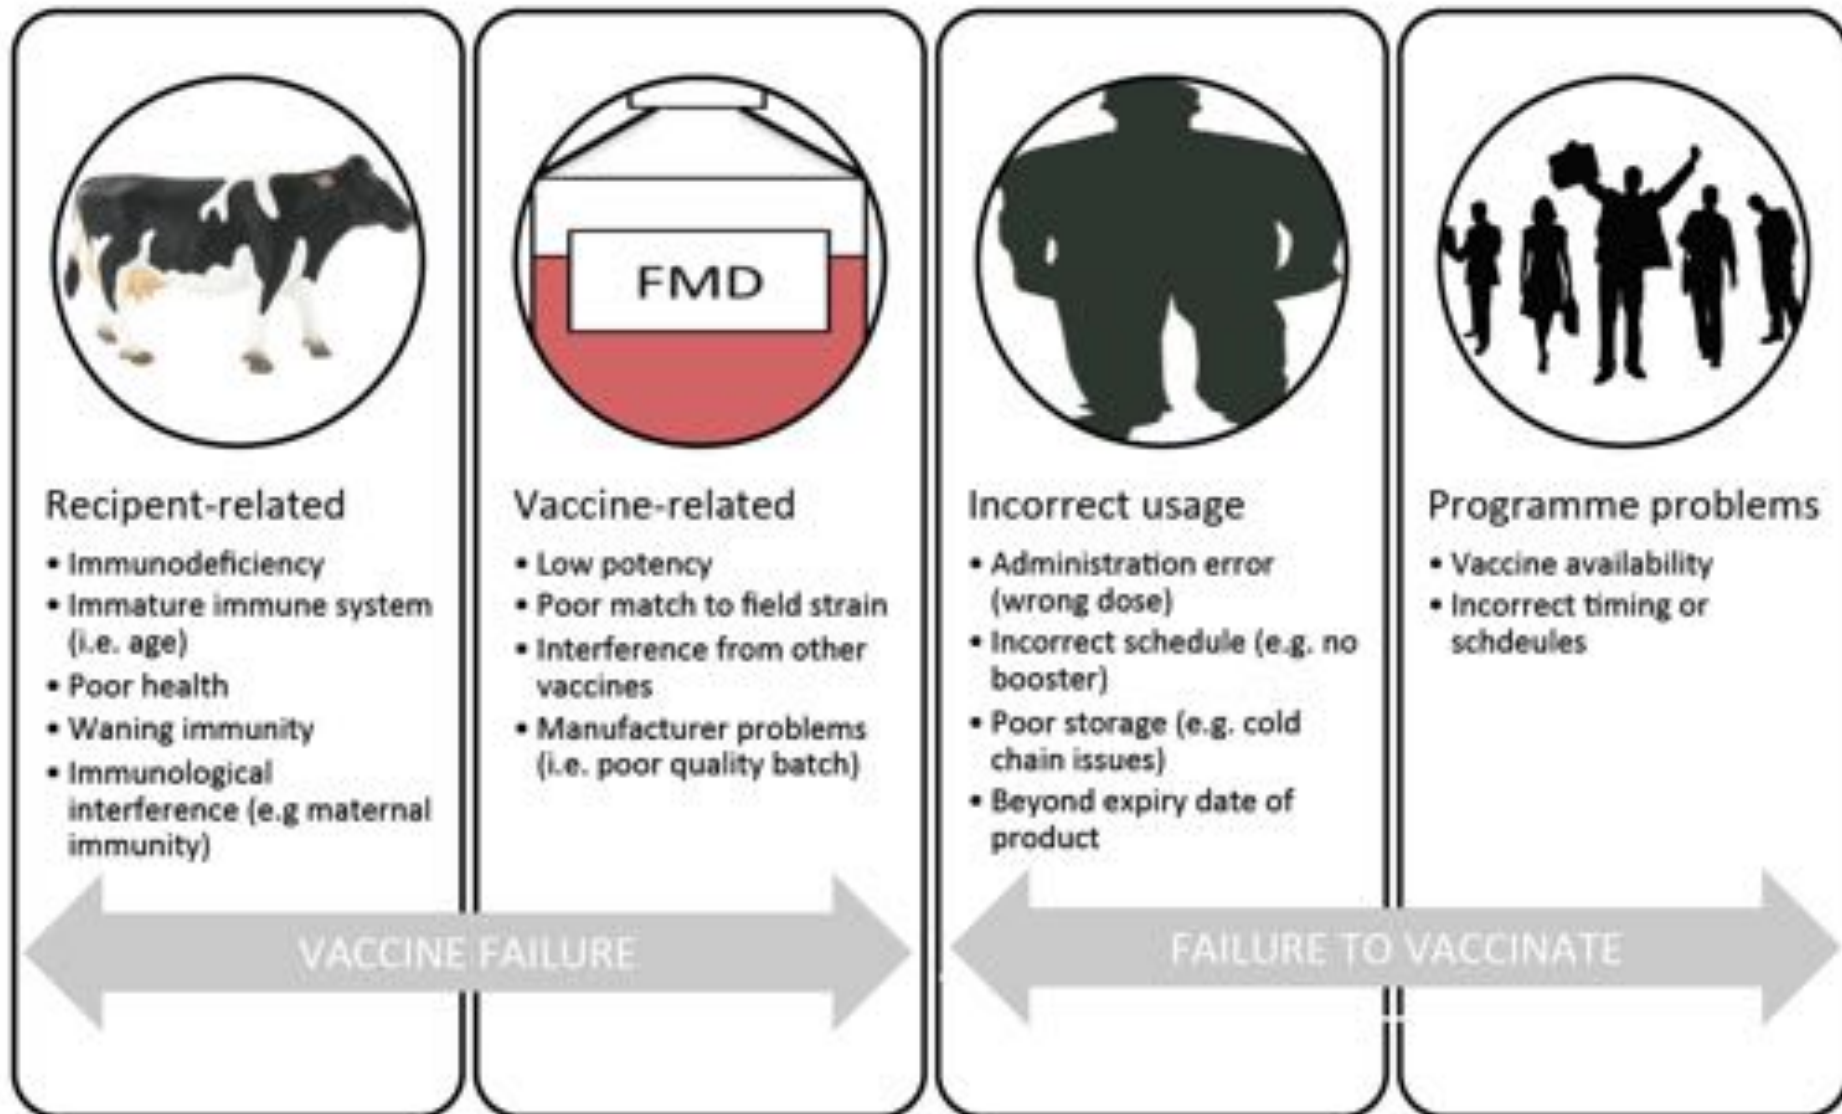 FMD
Recipent-related
• Immunodeficiency
• Immature immune system
(i.e. age)
• Poor health
• Waning immunity
• Immunological
interference (e.g maternal
immunity)
Vaccine-related
• Low potency
• Poor match to field strain
• Interference from other
vaccines
• Manufacturer problems
(i.e. poor quality batch)
Incorrect usage
• Administration error
(wrong dose)
• Incorrect schedule (e.g. no
booster)
• Poor storage (e.g. cold
chain issues)
• Beyond expiry date of
product
Programme problems
• Vaccine availability
• Incorrect timing or
schdeules
VACCINE FAILURE
FAILURE TO VACCINATE